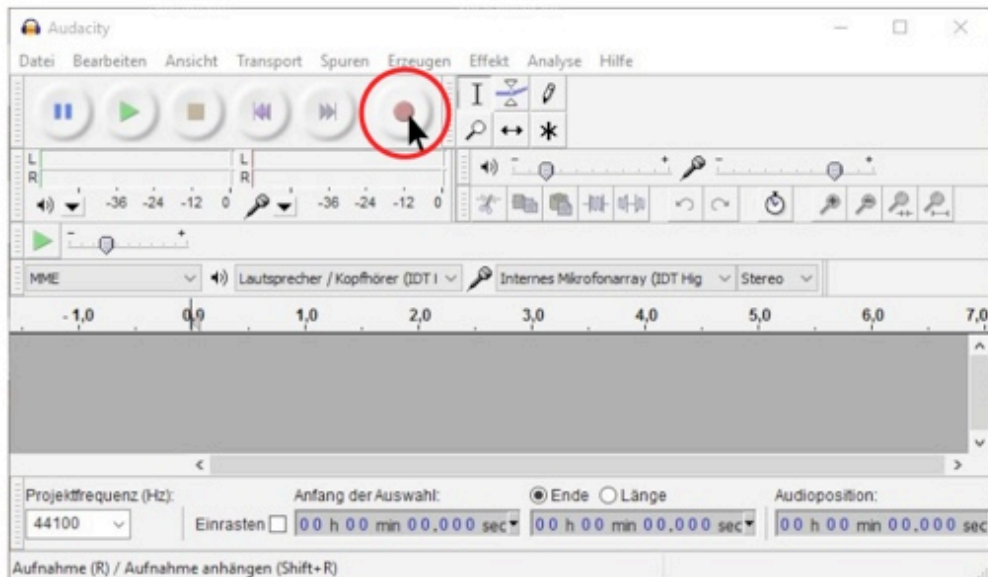 Audacity
Datei Bearbeiten Ansicht Transport Spuren Erzeugen Effekt Analyse Hilfe
L
R
L
R
-36 -24 -12 0
-36 -24 -12 0
- +
- +
- +
MME
Lautsprecher / Kopfhörer (IDT I
Internes Mikrofonarray (IDT Hig
Stereo
-1,0 0,0 1,0 2,0 3,0 4,0 5,0 6,0 7,0
Projektfrequenz (Hz): Anfang der Auswahl: Ende Länge Audioposition:
44100 Einrasten 00 h 00 min 00.000 sec 00 h 00 min 00.000 sec 00 h 00 min 00.000 sec
Aufnahme (R) / Aufnahme anhängen (Shift+R)